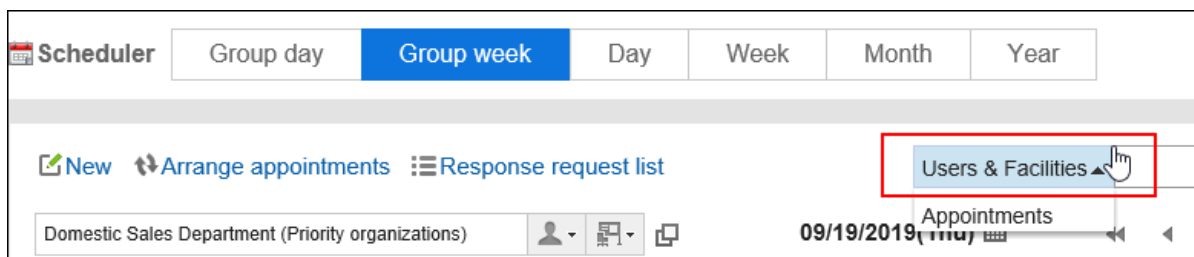 Scheduler Group day Group week Day Week Month Year
New Arrange appointments Response request list Users & Facilities
Appointments
Domestic Sales Department (Priority organizations) 09/19/2019(Thu)